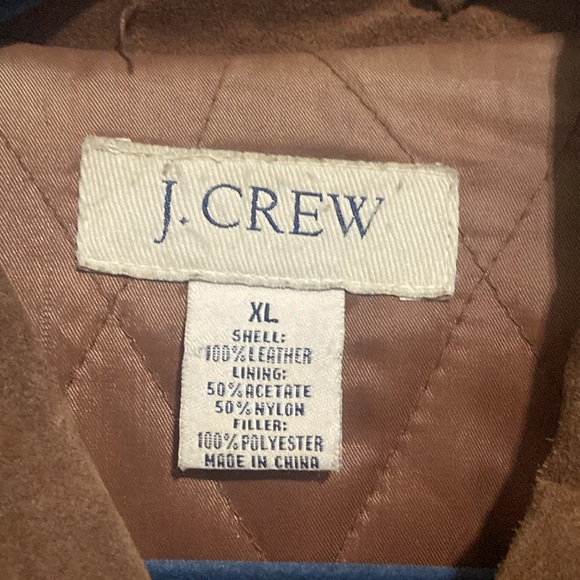 J. CREW
XL
SHELL:
100% LEATHER
LINING:
50% ACETATE
50% NYLON
FILLER:
100% POLYESTER
MADE IN CHINA